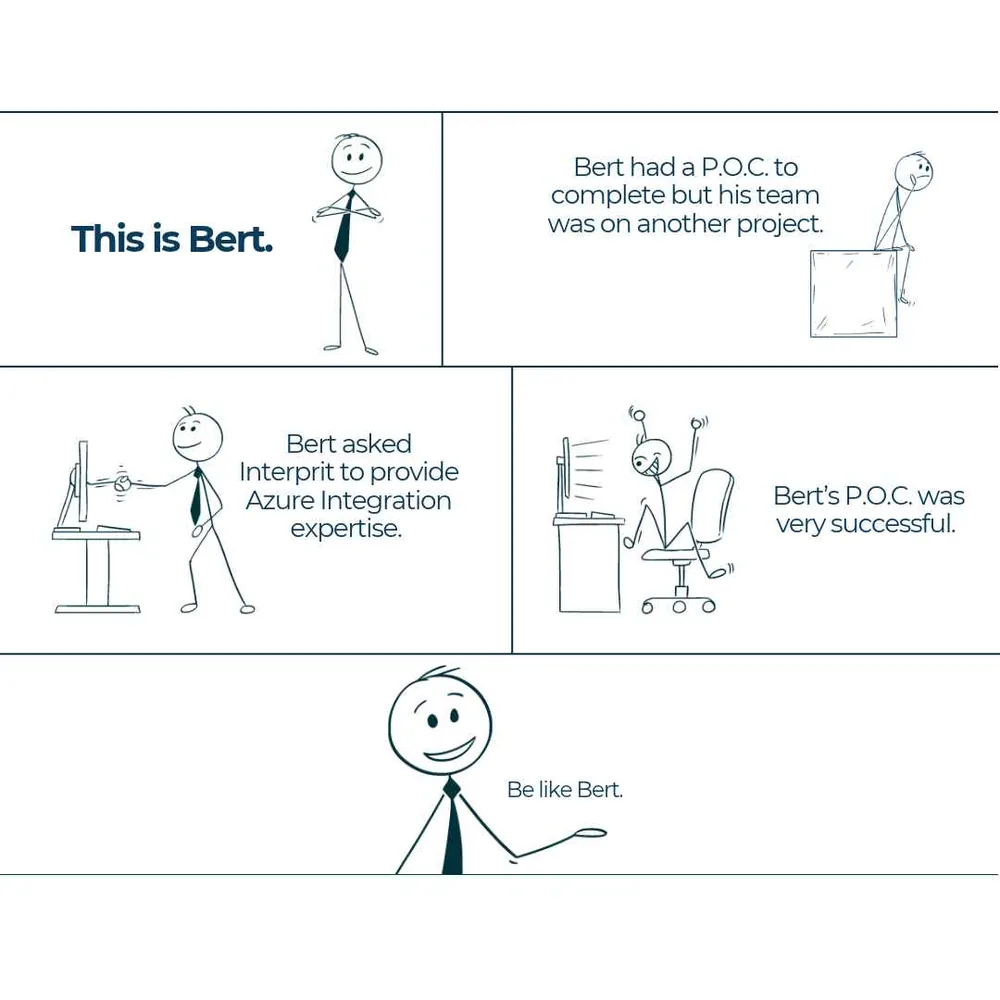 This is Bert.
Bert had a P.O.C. to
complete but his team
was on another project.
Bert asked
Interprit to provide
Azure Integration
expertise.
Bert's P.O.C. was
very successful.
Be like Bert.